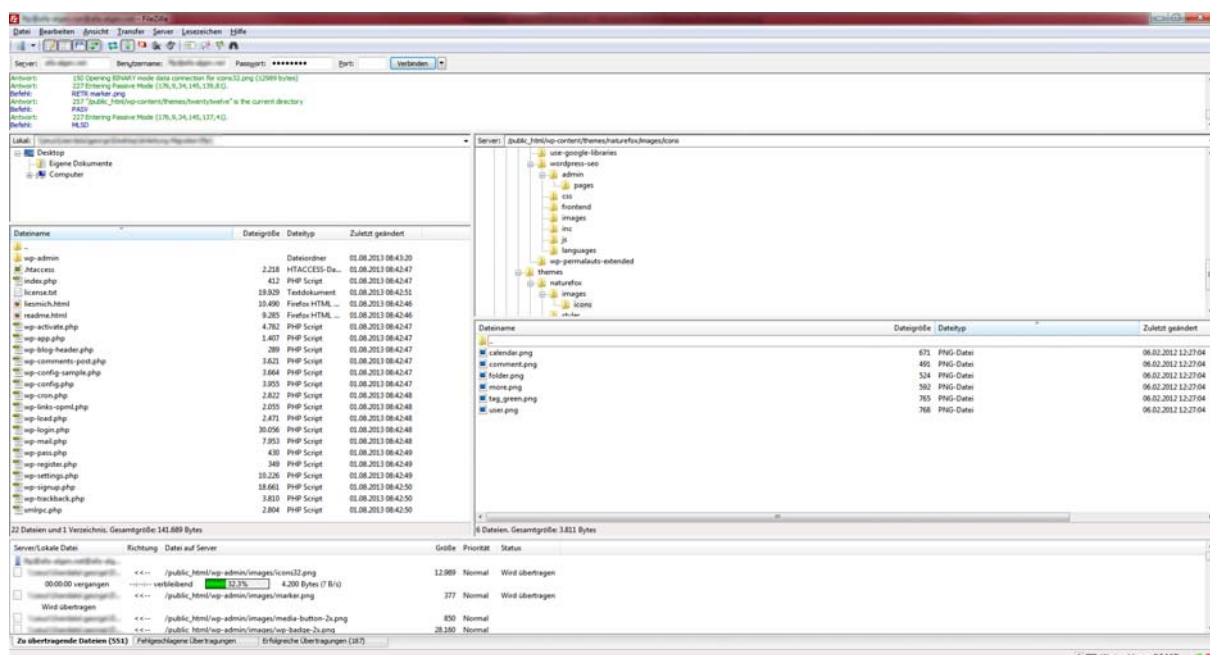 - FileZilla
Datei Bearbeiten Ansicht Transfer Server Lesezeichen Hilfe
Server: Benutzername: Passwort: •••••••• Port: Verbinden
Antwort: 150 Opening BINARY mode data connection for icons32.png (12989 bytes)
Antwort: 227 Entering Passive Mode (176,9,34,145,139,81).
Befehl: RETR marker.png
Antwort: 257 "/public_html/wp-content/themes/twentytwelve" is the current directory
Befehl: PASV
Antwort: 227 Entering Passive Mode (176,9,34,145,137,41).
Befehl: MLSD
Lokal:
Desktop
Eigene Dokumente
Computer
Server: /public_html/wp-content/themes/naturefox/images/icons
use-google-libraries
wordpress-seo
admin
pages
css
frontend
images
inc
js
languages
wp-permalauts-extended
themes
naturefox
images
icons
styles
Dateiname Dateigröße Dateityp Zuletzt geändert
..
wp-admin Dateiordner 01.08.2013 08:43:20
.htaccess 2.218 HTACCESS-Da... 01.08.2013 08:42:47
index.php 412 PHP Script 01.08.2013 08:42:47
license.txt 19.929 Textdokument 01.08.2013 08:42:51
liesmich.html 10.490 Firefox HTML ... 01.08.2013 08:42:46
readme.html 9.285 Firefox HTML ... 01.08.2013 08:42:46
wp-activate.php 4.782 PHP Script 01.08.2013 08:42:47
wp-app.php 1.407 PHP Script 01.08.2013 08:42:47
wp-blog-header.php 289 PHP Script 01.08.2013 08:42:47
wp-comments-post.php 3.621 PHP Script 01.08.2013 08:42:47
wp-config-sample.php 3.664 PHP Script 01.08.2013 08:42:47
wp-config.php 3.955 PHP Script 01.08.2013 08:42:47
wp-cron.php 2.822 PHP Script 01.08.2013 08:42:48
wp-links-opml.php 2.055 PHP Script 01.08.2013 08:42:48
wp-load.php 2.471 PHP Script 01.08.2013 08:42:48
wp-login.php 30.056 PHP Script 01.08.2013 08:42:48
wp-mail.php 7.953 PHP Script 01.08.2013 08:42:48
wp-pass.php 430 PHP Script 01.08.2013 08:42:49
wp-register.php 349 PHP Script 01.08.2013 08:42:49
wp-settings.php 10.226 PHP Script 01.08.2013 08:42:49
wp-signup.php 18.661 PHP Script 01.08.2013 08:42:50
wp-trackback.php 3.810 PHP Script 01.08.2013 08:42:50
xmlrpc.php 2.804 PHP Script 01.08.2013 08:42:50
22 Dateien und 1 Verzeichnis. Gesamtgröße: 141.689 Bytes
Dateiname Dateigröße Dateityp Zuletzt geändert
..
calendar.png 671 PNG-Datei 06.02.2012 12:27:04
comment.png 491 PNG-Datei 06.02.2012 12:27:04
folder.png 524 PNG-Datei 06.02.2012 12:27:04
more.png 592 PNG-Datei 06.02.2012 12:27:04
tag_green.png 765 PNG-Datei 06.02.2012 12:27:04
user.png 768 PNG-Datei 06.02.2012 12:27:04
6 Dateien. Gesamtgröße: 3.811 Bytes
Server/Lokale Datei Richtung Datei auf Server Größe Priorität Status
<<-- /public_html/wp-admin/images/icons32.png 12.989 Normal Wird übertragen
00:00:00 vergangen --:--:-- verbleibend 32.3% 4.200 Bytes (? B/s)
<<-- /public_html/wp-admin/images/marker.png 377 Normal Wird übertragen
Wird übertragen
<<-- /public_html/wp-admin/images/media-button-2x.png 850 Normal
<<-- /public_html/wp-admin/images/wp-badge-2x.png 28.160 Normal
Zu übertragende Dateien (551) Fehlgeschlagene Übertragungen Erfolgreiche Übertragungen (187)